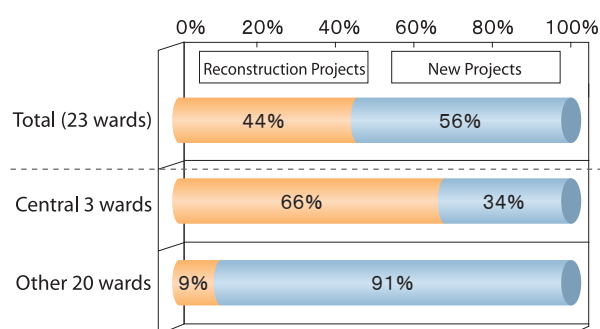 0% 20% 40% 60% 80% 100%
Reconstruction Projects New Projects
Total (23 wards) 44% 56%
Central 3 wards 66% 34%
Other 20 wards 9% 91%